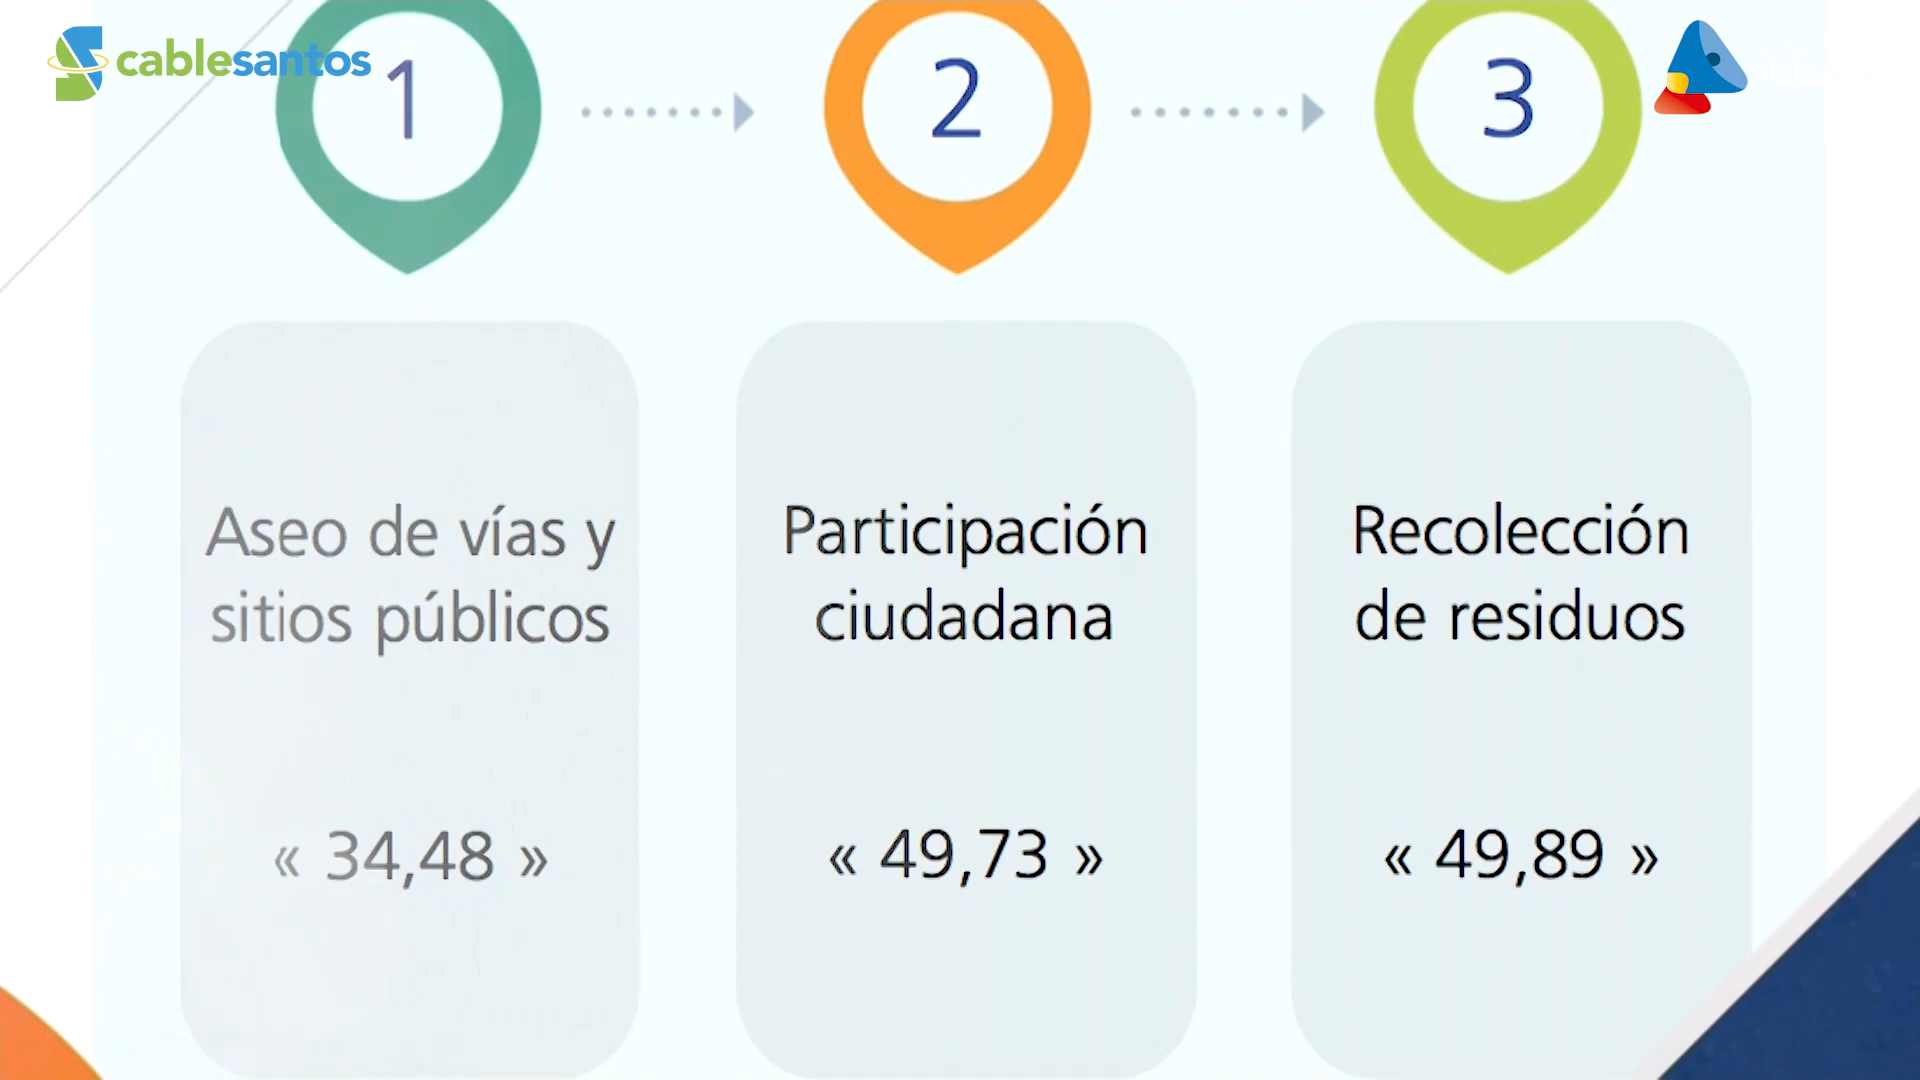 cablesantos
1
2
3
Aseo de vías y
sitios públicos
Participación
ciudadana
Recolección
de residuos
« 34,48 »
« 49,73 »
« 49,89 »